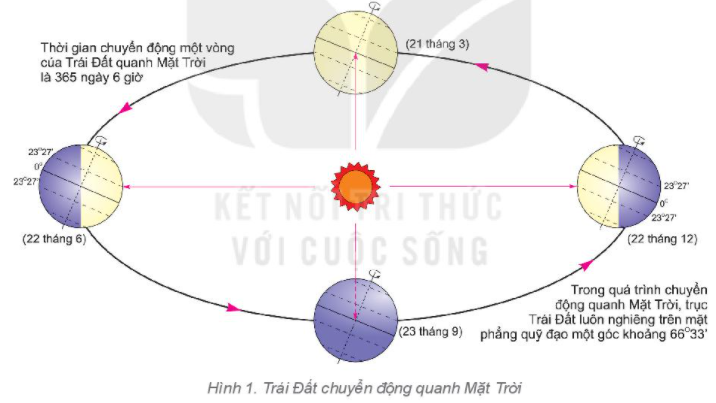 Thời gian chuyển động một vòng
của Trái Đất quanh Mặt Trời
là 365 ngày 6 giờ
(21 tháng 3)
23°27'
0°
23°27'
(22 tháng 6)
23°27'
0°
23°27'
(22 tháng 12)
KẾT NỐI TRI THỨC
VỚI CUỘC SỐNG
(23 tháng 9)
Trong quá trình chuyển
động quanh Mặt Trời, trục
Trái Đất luôn nghiêng trên mặt
phẳng quỹ đạo một góc khoảng 66°33'
Hình 1. Trái Đất chuyển động quanh Mặt Trời